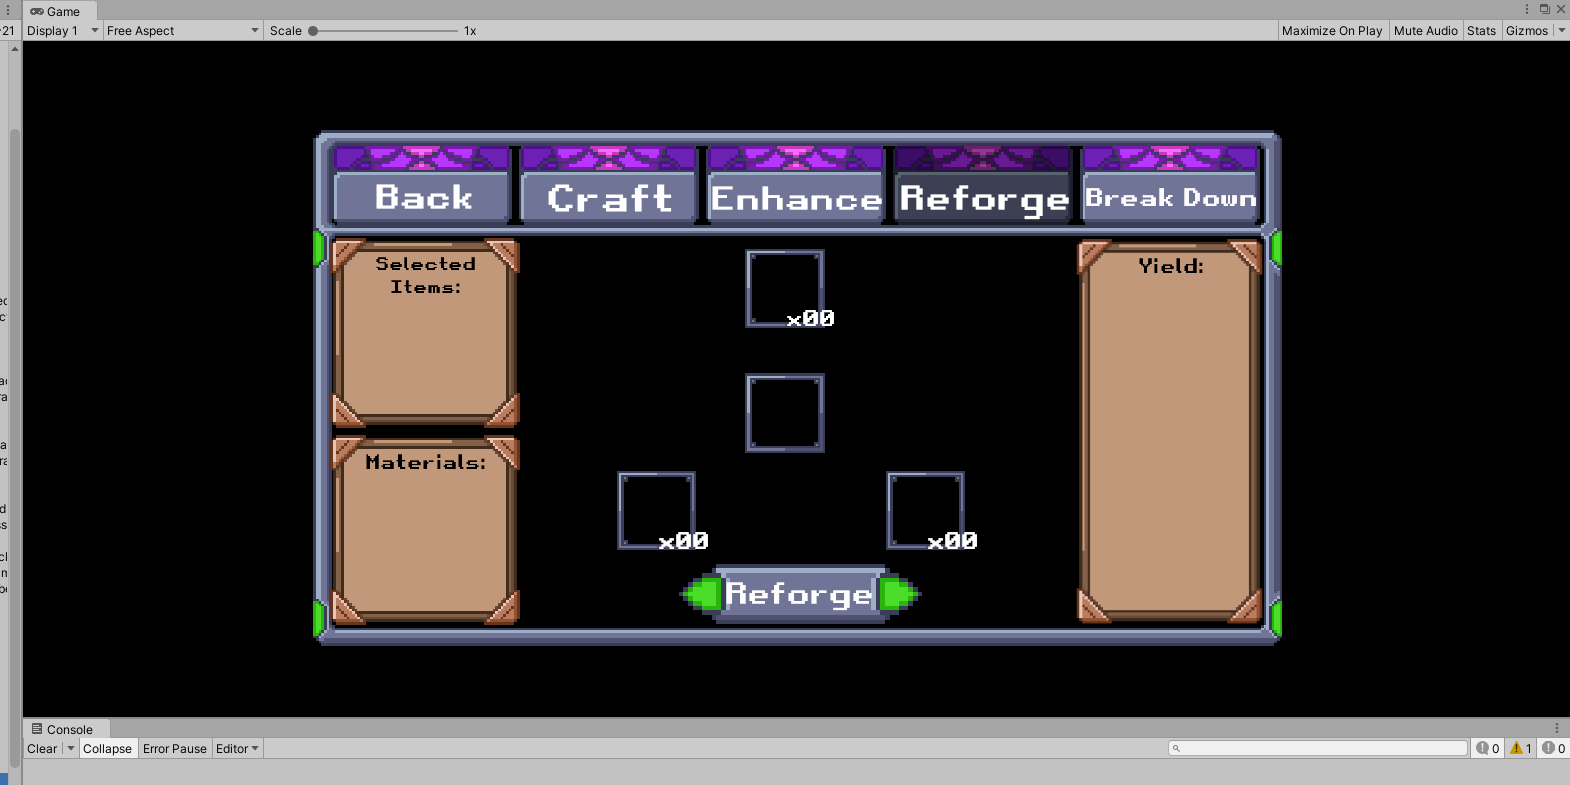 Game
21
Display 1
Free Aspect
Scale
1x
Maximize On Play
Mute Audio
Stats
Gizmos
Back
Craft
Enhance
Reforge
Break Down
Selected
Items:
Yield:
x00
Materials:
x00
x00
Reforge
Console
Clear
Collapse
Error Pause
Editor
0
1
0